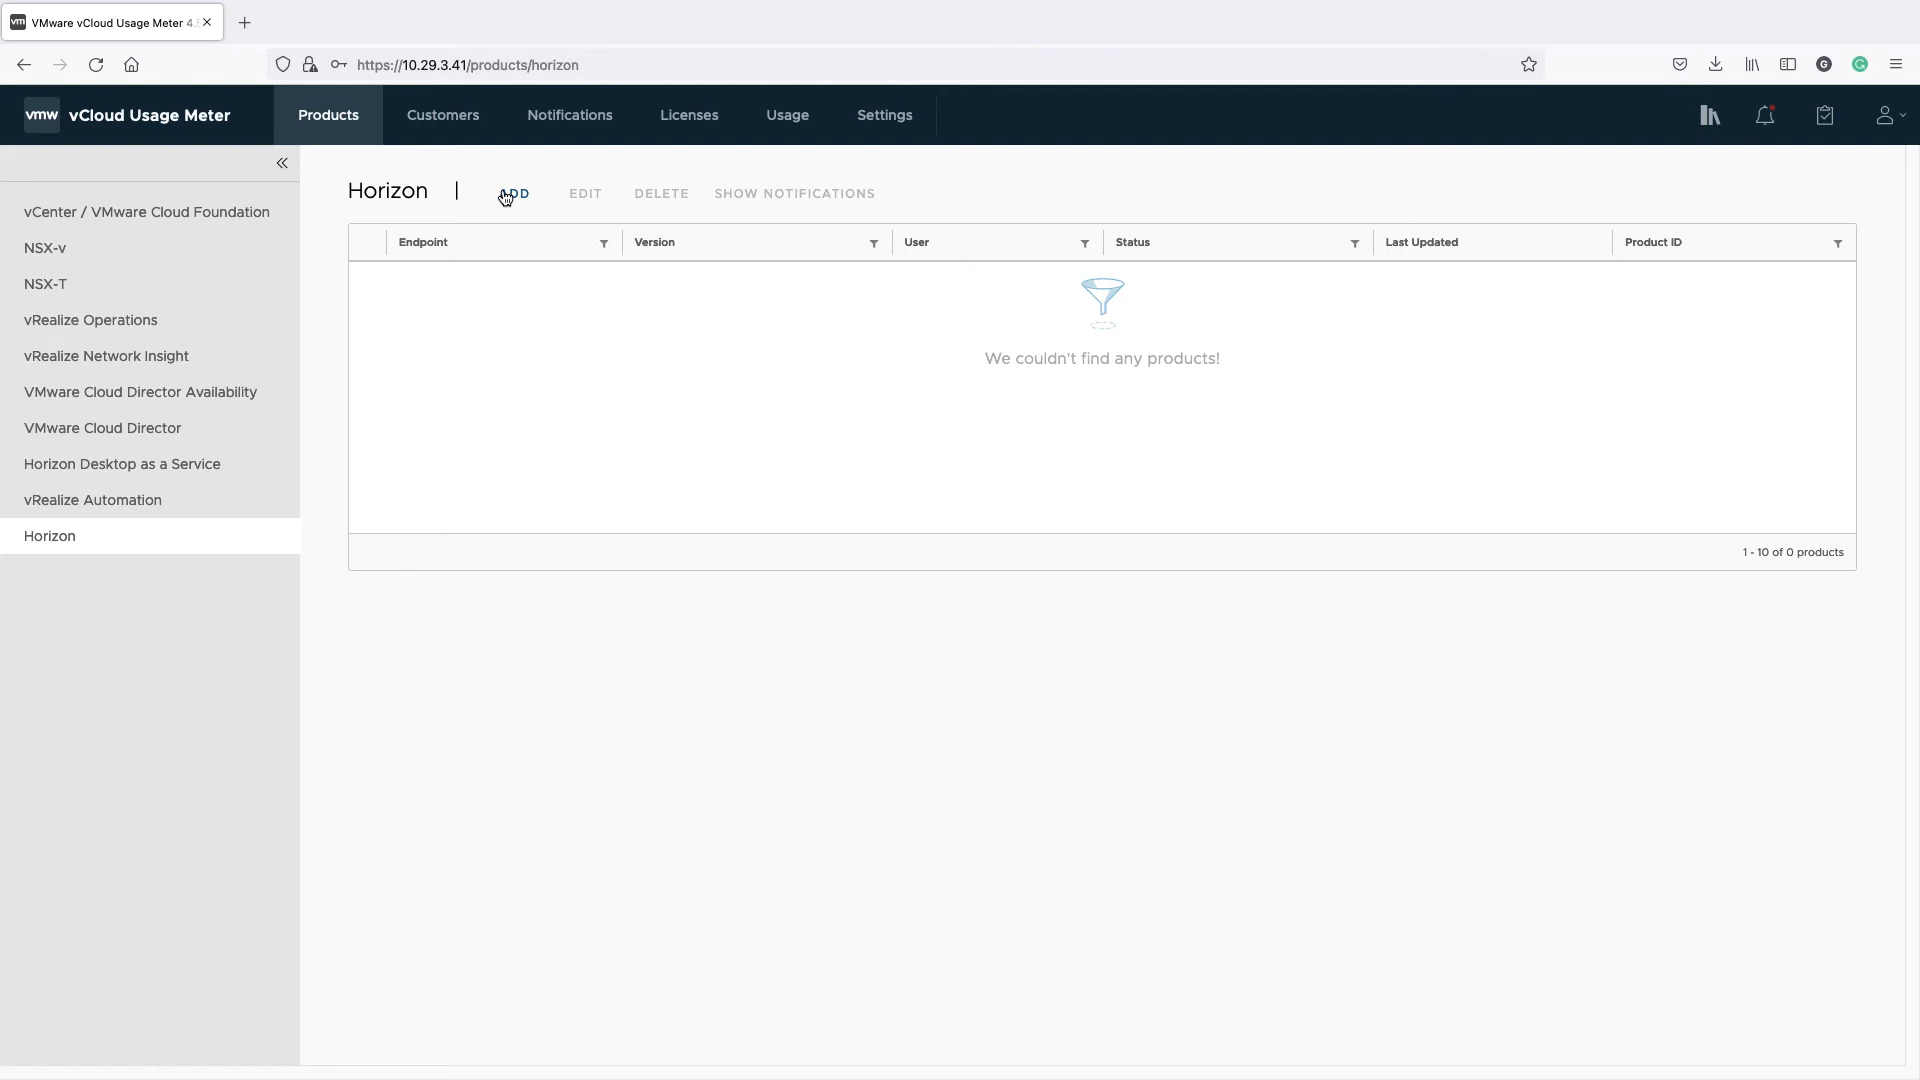 VMware vCloud Usage Meter 4.
https://10.29.3.41/products/horizon
vmw vCloud Usage Meter Products Customers Notifications Licenses Usage Settings
vCenter / VMware Cloud Foundation
NSX-v
NSX-T
vRealize Operations
vRealize Network Insight
VMware Cloud Director Availability
VMware Cloud Director
Horizon Desktop as a Service
vRealize Automation
Horizon
Horizon | ADD EDIT DELETE SHOW NOTIFICATIONS
Endpoint Version User Status Last Updated Product ID
We couldn't find any products!
1 - 10 of 0 products